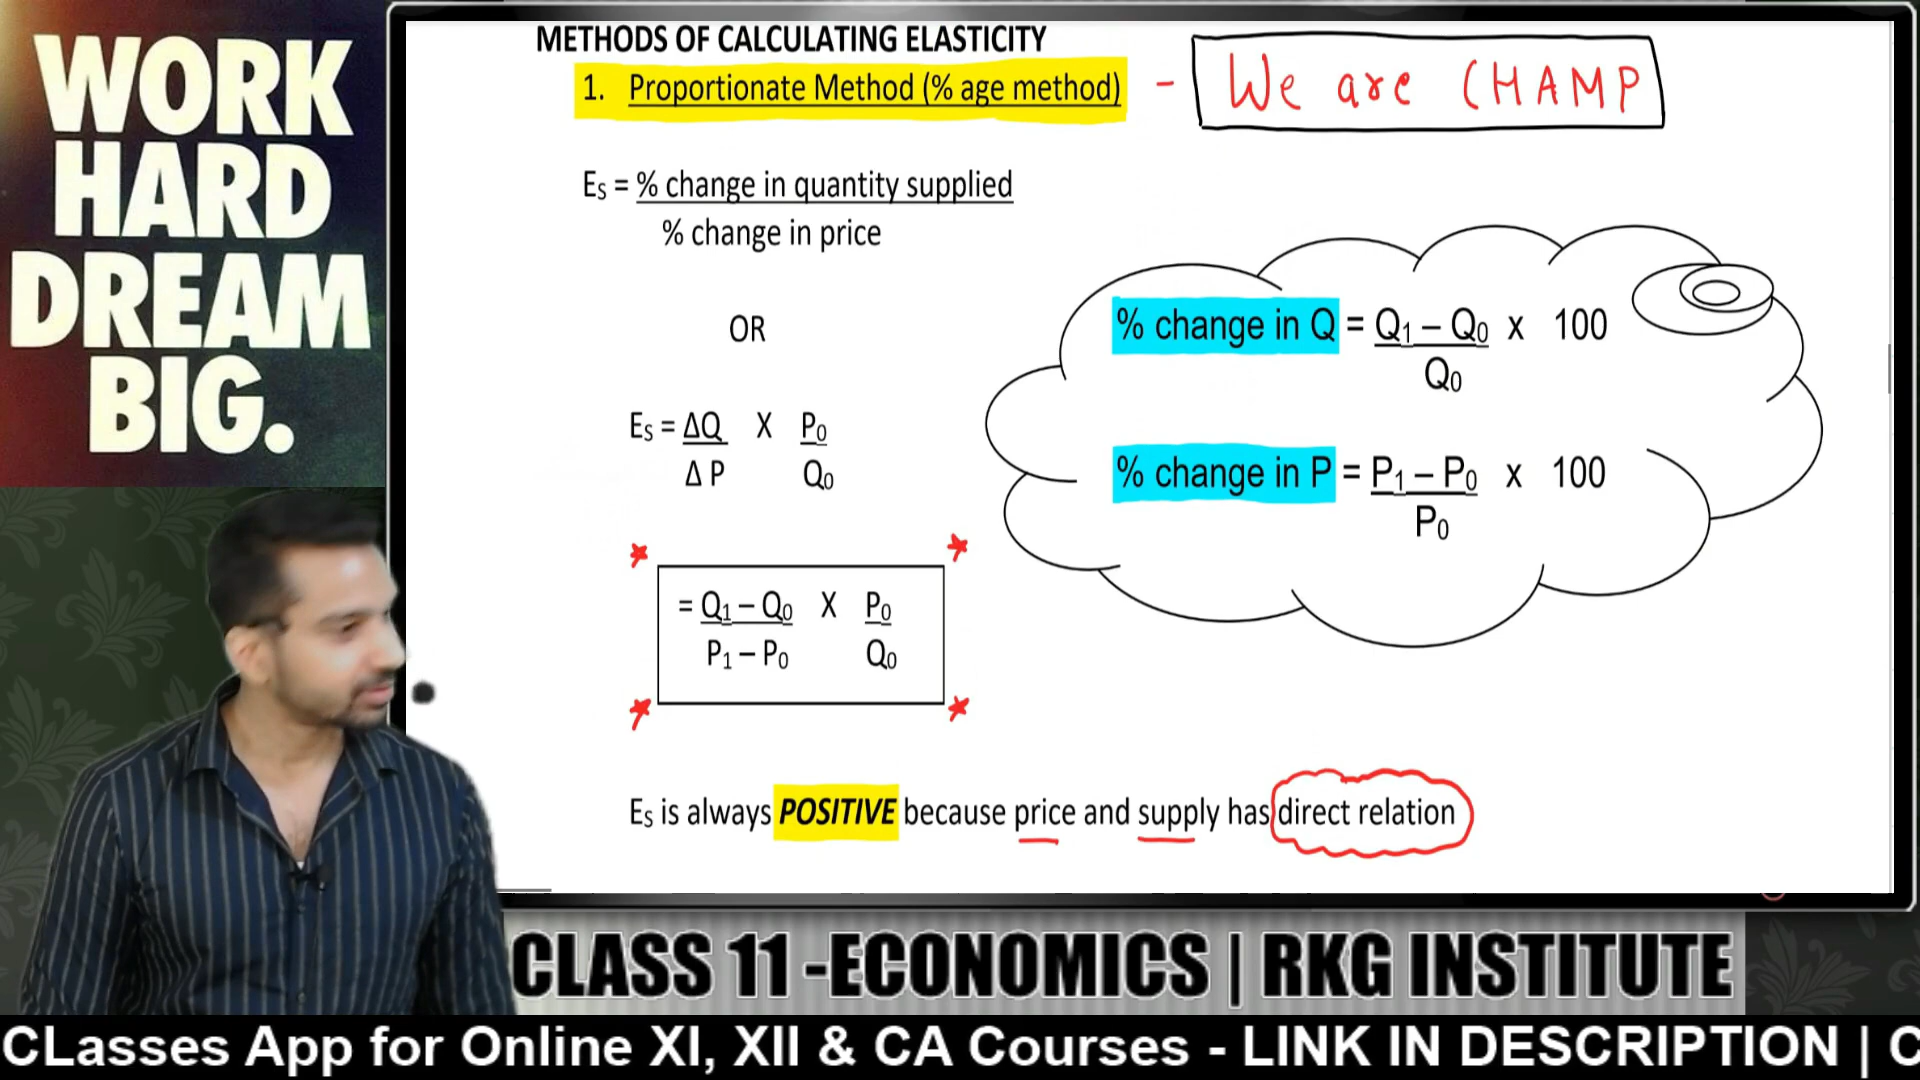 WORK
HARD
DREAM
BIG.
METHODS OF CALCULATING ELASTICITY
1. Proportionate Method (% age method) - We are CHAMP
Es = % change in quantity supplied
% change in price
OR
Es = ΔQ X P0
Δ P Q0
= Q1 – Q0 X P0
P1 – P0 Q0
% change in Q = Q1 – Q0 x 100
Q0
% change in P = P1 – P0 x 100
P0
Es is always POSITIVE because price and supply has direct relation
CLASS 11 -ECONOMICS | RKG INSTITUTE
CLasses App for Online XI, XII & CA Courses - LINK IN DESCRIPTION | C